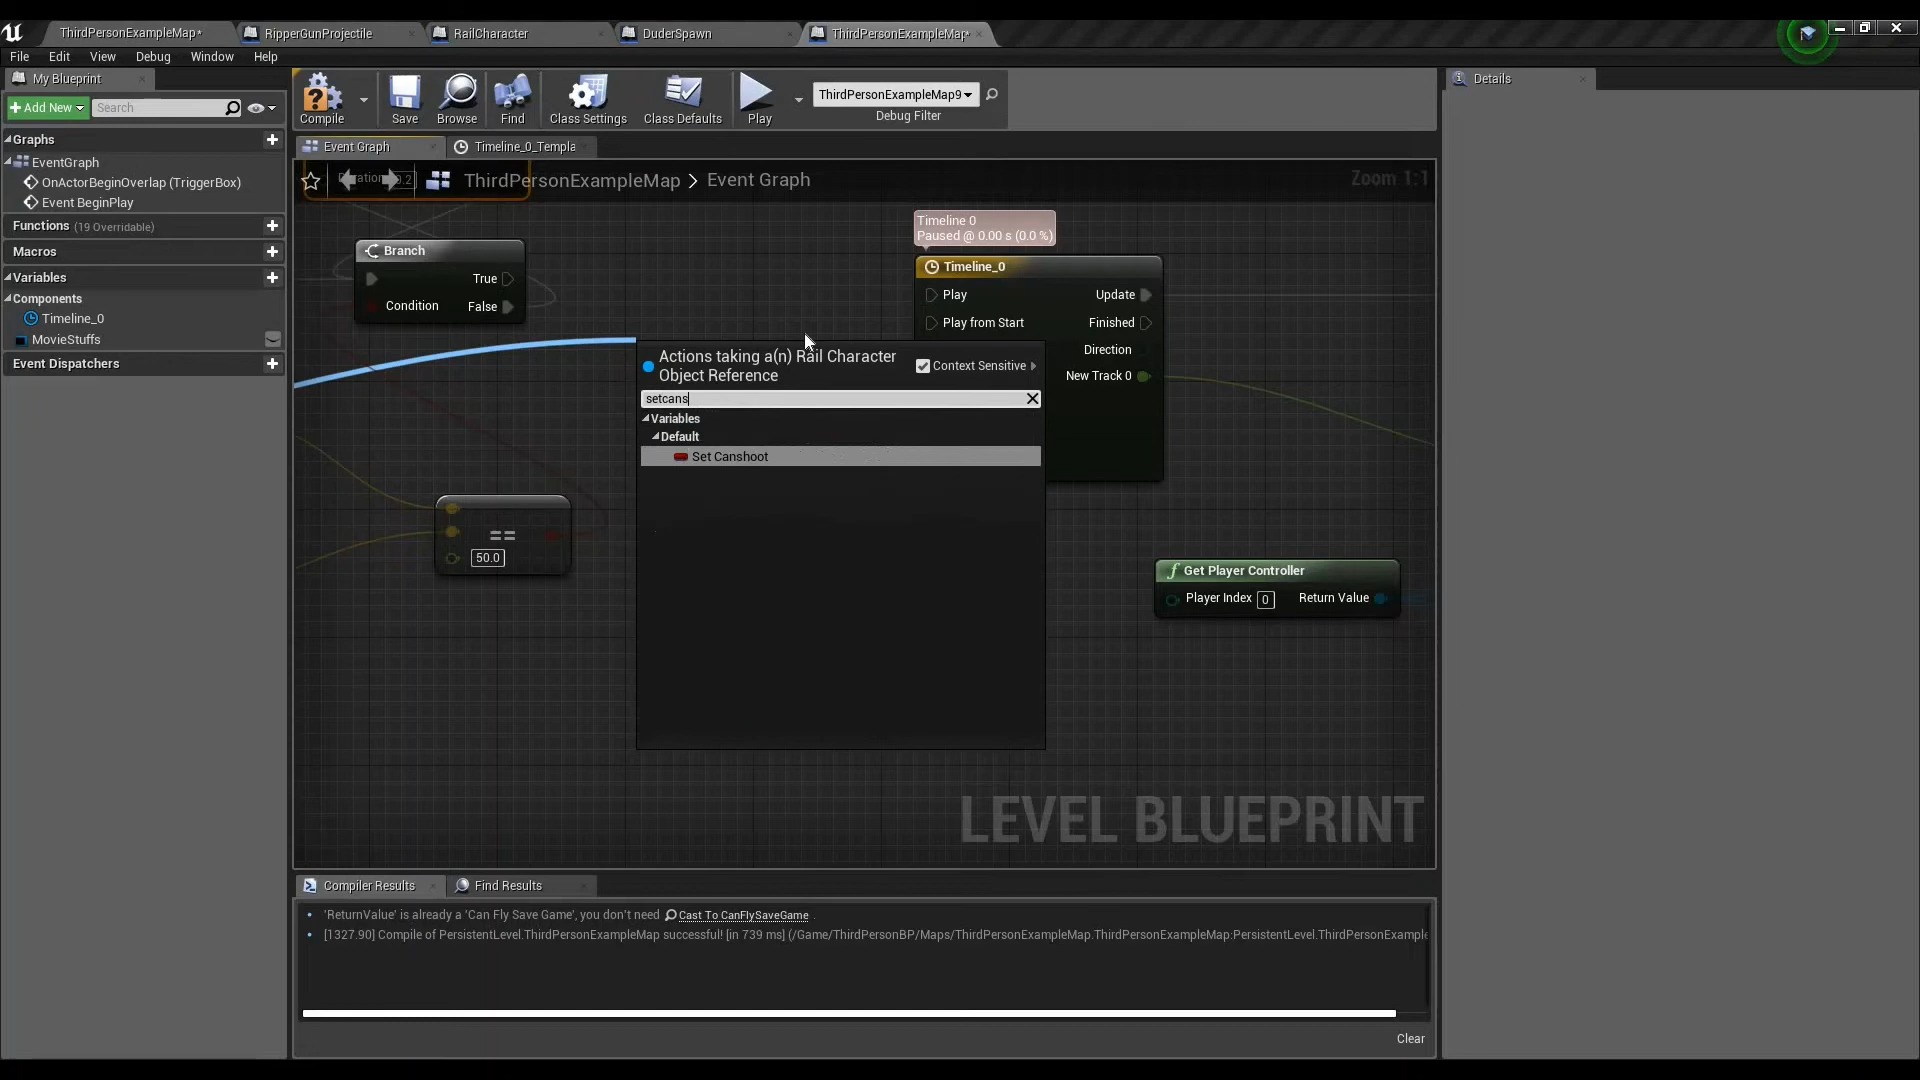 ThirdPersonExampleMap*
RipperGunProjectile
RailCharacter
DuderSpawn
ThirdPersonExampleMap*
File Edit View Debug Window Help
My Blueprint
Details
Add New
Search
Compile
Save
Browse
Find
Class Settings
Class Defaults
Play
ThirdPersonExampleMap9
Debug Filter
Graphs
EventGraph
OnActorBeginOverlap (TriggerBox)
Event BeginPlay
Functions (19 Overridable)
Macros
Variables
Components
Timeline_0
MovieStuffs
Event Dispatchers
Event Graph
Timeline_0_Templa
ThirdPersonExampleMap > Event Graph
Zoom 1:1
Branch
True
Condition False
Timeline 0
Paused @ 0.00 s (0.0 %)
Timeline_0
Play Update
Play from Start Finished
Direction
New Track 0
Actions taking a(n) Rail Character
Object Reference
Context Sensitive
setcans
Variables
Default
Set Canshoot
==
50.0
Get Player Controller
Player Index 0 Return Value
LEVEL BLUEPRINT
Compiler Results
Find Results
'ReturnValue' is already a 'Can Fly Save Game', you don't need Cast To CanFlySaveGame .
[1327.90] Compile of PersistentLevel.ThirdPersonExampleMap successful! [in 739 ms] (/Game/ThirdPersonBP/Maps/ThirdPersonExampleMap.ThirdPersonExampleMap:PersistentLevel.ThirdPersonExample
Clear